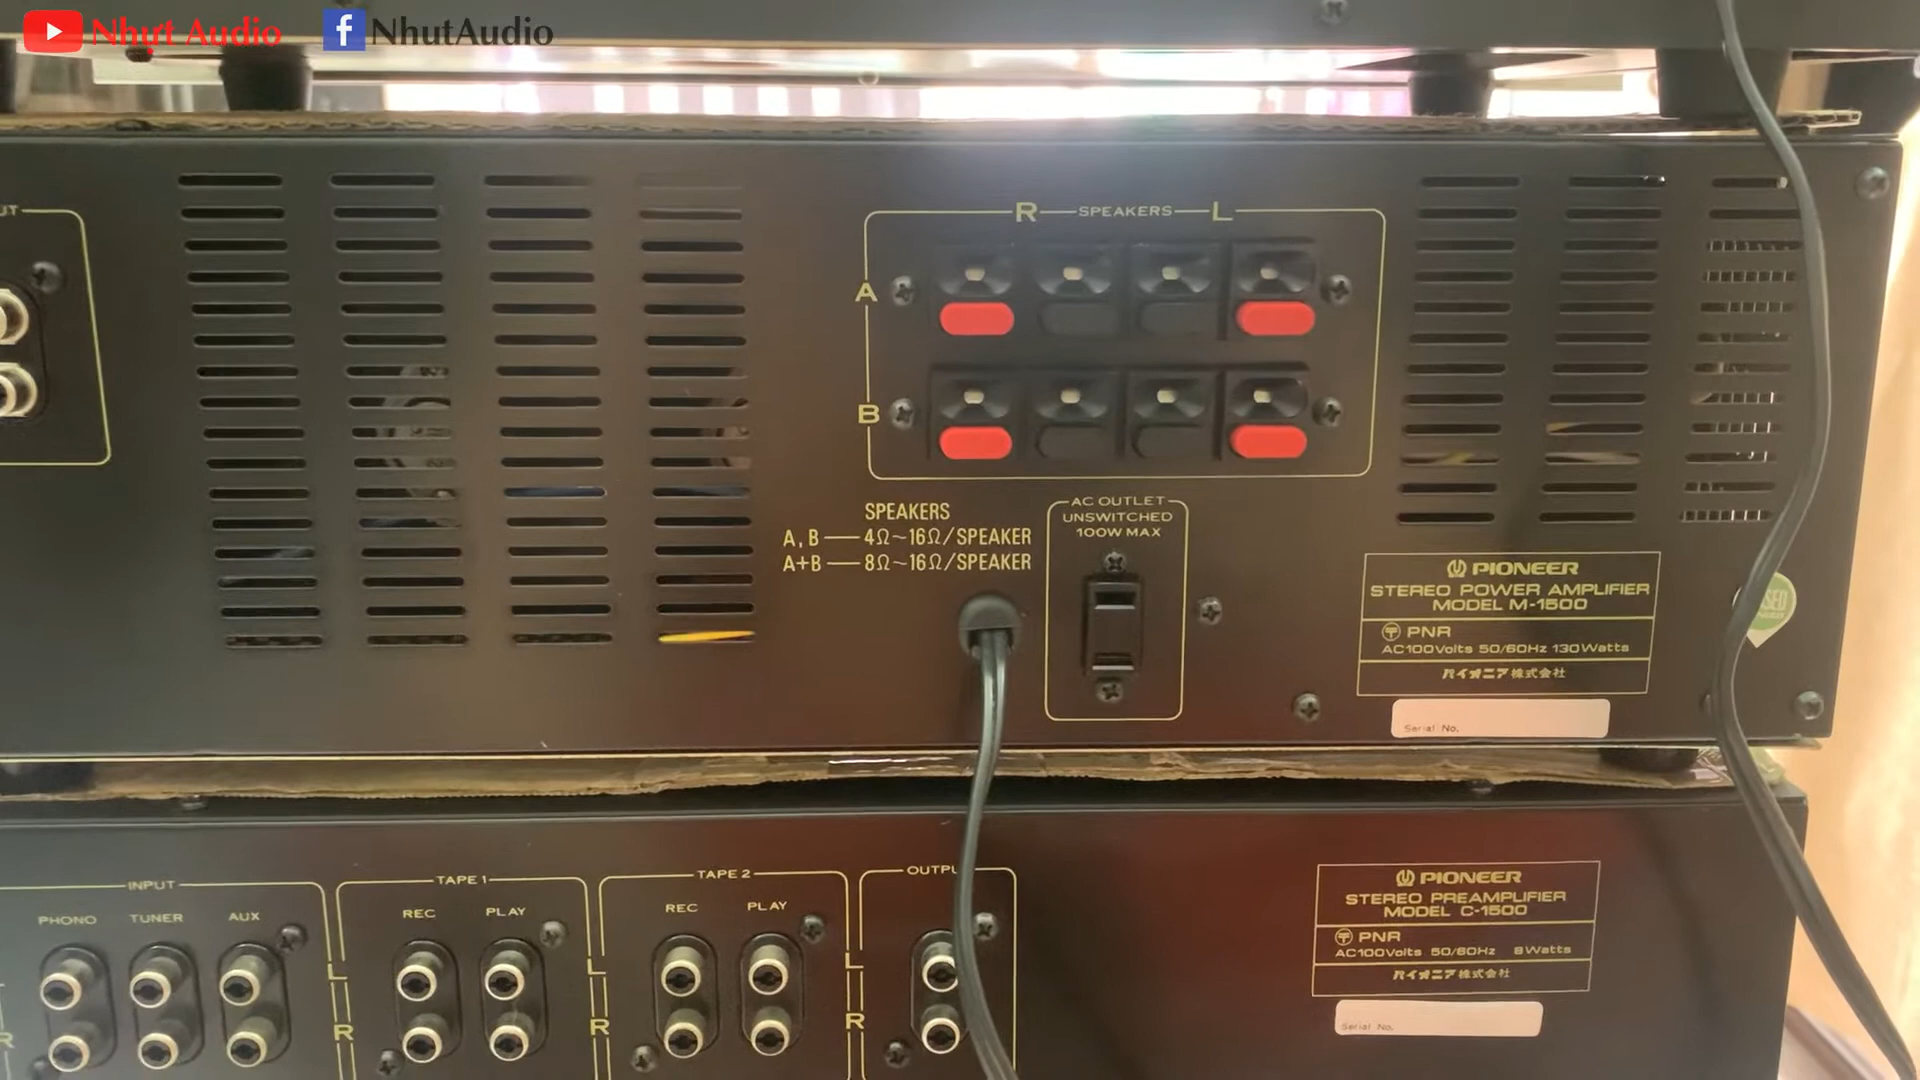 Nhựt Audio
NhutAudio
R SPEAKERS L
A
B
SPEAKERS
A, B — 4Ω~16Ω/SPEAKER
A+B — 8Ω~16Ω/SPEAKER
AC OUTLET
UNSWITCHED
100W MAX
PIONEER
STEREO POWER AMPLIFIER
MODEL M-1500
PNR
AC100Volts 50/60Hz 130Watts
パイオニア株式会社
Serial No.
INPUT
PHONO TUNER AUX
L
R
TAPE 1
REC PLAY
L
R
TAPE 2
REC PLAY
L
R
OUTPU
PIONEER
STEREO PREAMPLIFIER
MODEL C-1500
PNR
AC100Volts 50/60Hz 8Watts
パイオニア株式会社
Serial No.